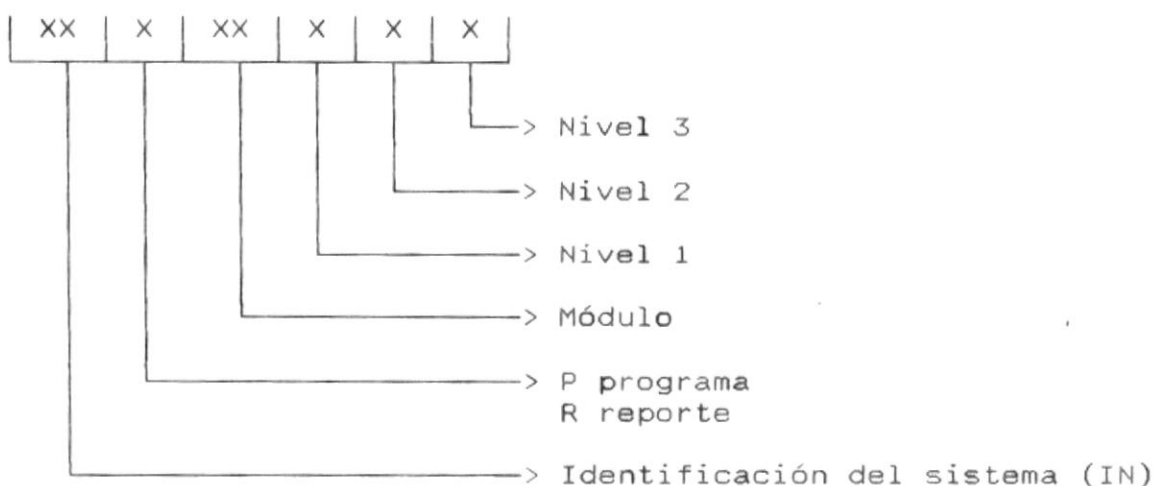 XX X XX X X X
> Nivel 3
> Nivel 2
> Nivel 1
> Módulo
> P programa
R reporte
> Identificación del sistema (IN)